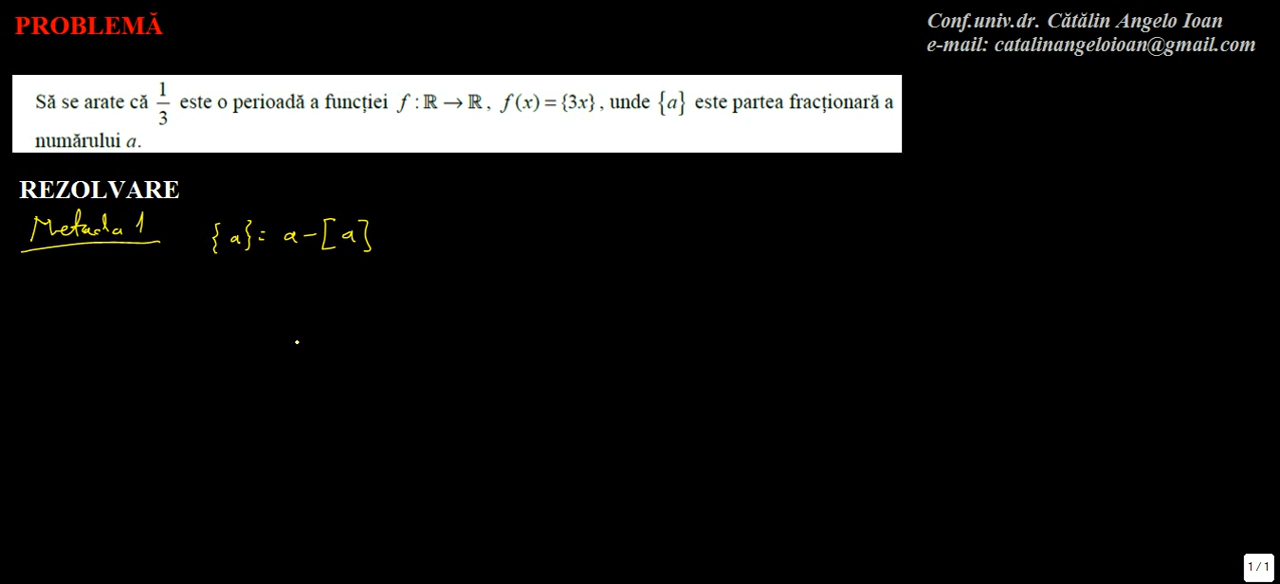 PROBLEMĂ
Conf.univ.dr. Cătălin Angelo Ioan
e-mail: catalinangeloioan@gmail.com
Să se arate că 1/3 este o perioadă a funcției f : ℝ → ℝ, f(x) = {3x}, unde {a} este partea fracționară a
numărului a.
REZOLVARE
Metoda 1 {a} = a - [a]
1 / 1